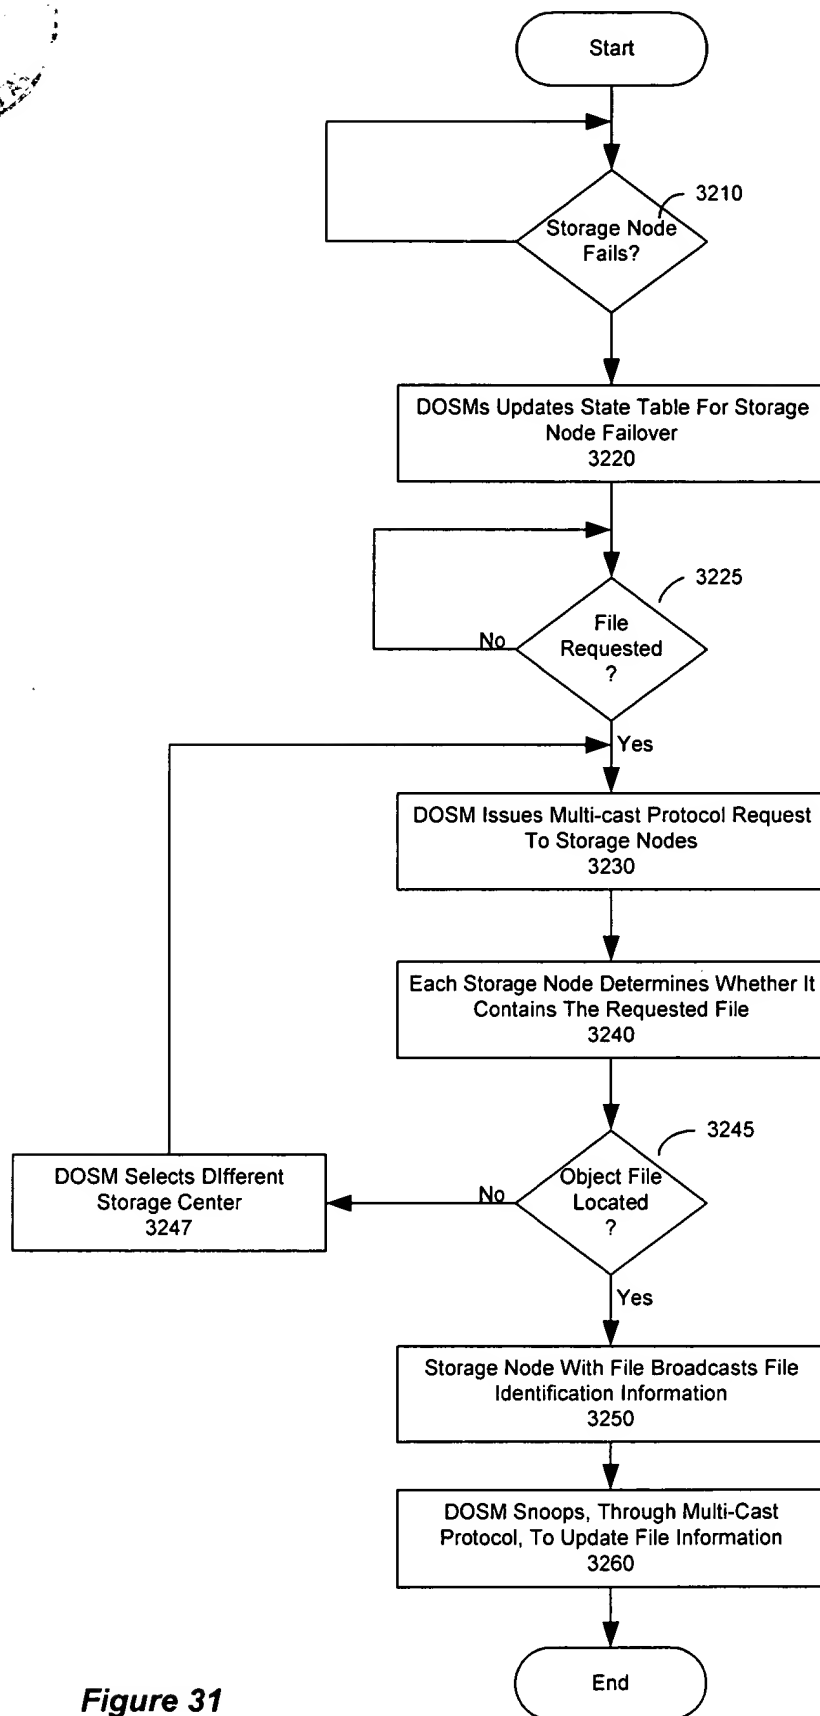 Start
3210
Storage Node
Fails?
DOSMs Updates State Table For Storage
Node Failover
3220
3225
File
Requested
?
No
Yes
DOSM Issues Multi-cast Protocol Request
To Storage Nodes
3230
Each Storage Node Determines Whether It
Contains The Requested File
3240
3245
Object File
Located
?
No
DOSM Selects DIfferent
Storage Center
3247
Yes
Storage Node With File Broadcasts File
Identification Information
3250
DOSM Snoops, Through Multi-Cast
Protocol, To Update File Information
3260
End
Figure 31